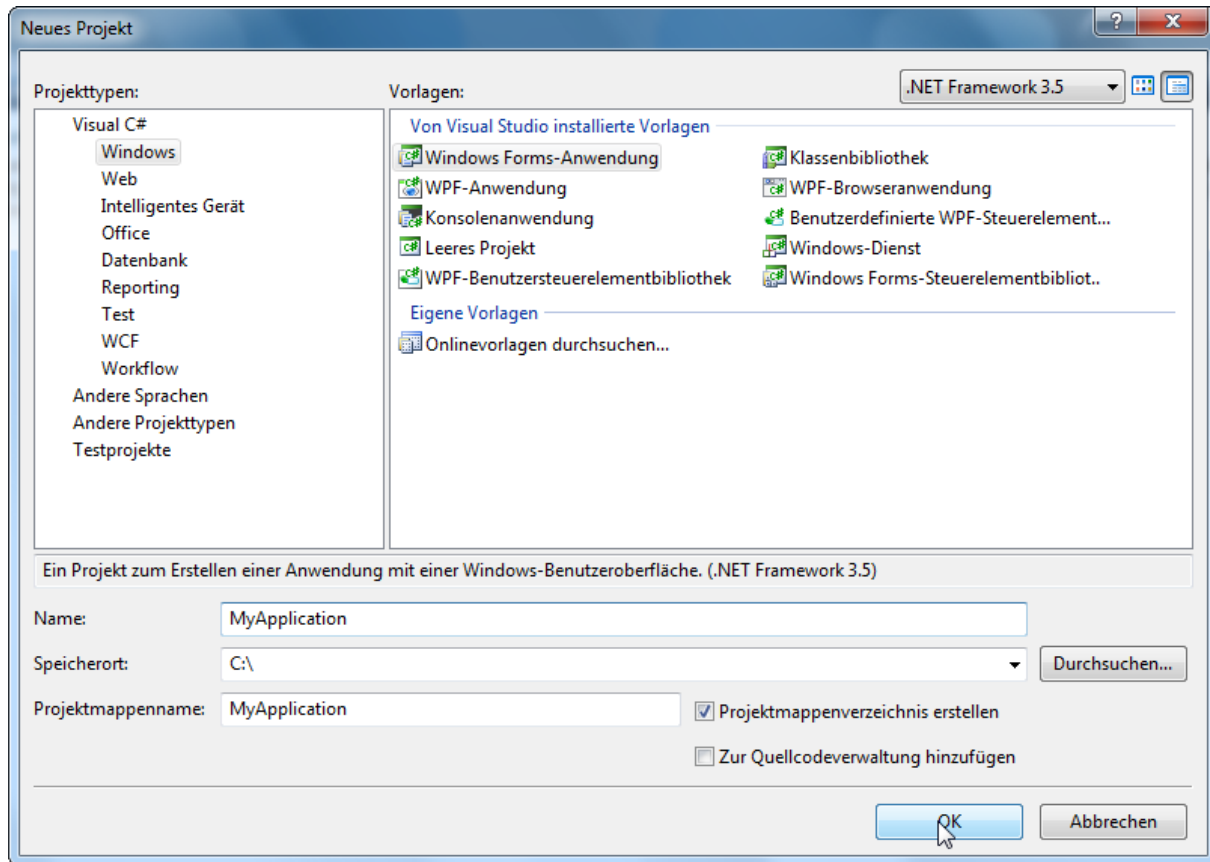 Neues Projekt
Projekttypen:
Vorlagen:
.NET Framework 3.5
Visual C#
Windows
Web
Intelligentes Gerät
Office
Datenbank
Reporting
Test
WCF
Workflow
Andere Sprachen
Andere Projekttypen
Testprojekte
Von Visual Studio installierte Vorlagen
Windows Forms-Anwendung
Klassenbibliothek
WPF-Anwendung
WPF-Browseranwendung
Konsolenanwendung
Benutzerdefinierte WPF-Steuerelement...
Leeres Projekt
Windows-Dienst
WPF-Benutzersteuerelementbibliothek
Windows Forms-Steuerelementbibliot..
Eigene Vorlagen
Onlinevorlagen durchsuchen...
Ein Projekt zum Erstellen einer Anwendung mit einer Windows-Benutzeroberfläche. (.NET Framework 3.5)
Name:
MyApplication
Speicherort:
C:\
Durchsuchen...
Projektmappenname:
MyApplication
Projektmappenverzeichnis erstellen
Zur Quellcodeverwaltung hinzufügen
OK
Abbrechen